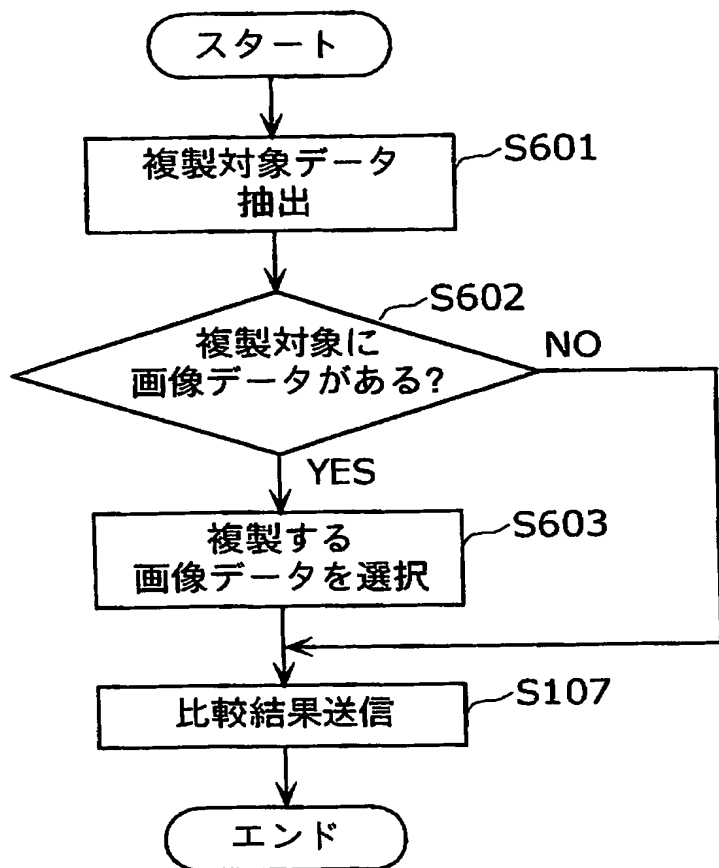 スタート
複製対象データ
抽出
S601
S602
複製対象に
画像データがある?
NO
YES
複製する
画像データを選択
S603
比較結果送信
S107
エンド